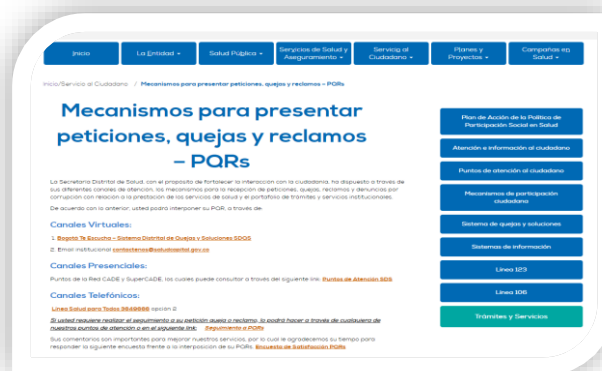 Inicio
La Entidad
Salud Pública
Servicios de Salud y
Aseguramiento
Servicio al
Ciudadano
Planes y
Proyectos
Campañas en
Salud
Inicio/Servicio al Ciudadano / Mecanismos para presentar peticiones, quejas y reclamos – PQRs
Mecanismos para presentar
peticiones, quejas y reclamos
– PQRs
La Secretaría Distrital de Salud, con el propósito de fortalecer la interacción con la ciudadanía, ha dispuesto a través de
sus diferentes canales de atención, los mecanismos para la recepción de peticiones, quejas, reclamos y denuncias por
corrupción con relación a la prestación de los servicios de salud y el portafolio de trámites y servicios institucionales.
De acuerdo con lo anterior, usted podrá interponer su PQR, a través de:
Canales Virtuales:
1. Bogota Te Escucha – Sistema Distrital de Quejas y Soluciones SDQS
2. Email institucional contactenos@saludcapital.gov.co
Canales Presenciales:
Puntos de la Red CADE y SuperCADE, los cuales puede consultar a través del siguiente link: Puntos de Atención SDS
Canales Telefónicos:
Línea Salud para Todos 3649666 opción 2
Si usted requiere realizar el seguimiento a su petición queja o reclamo, lo podrá hacer a través de cualquiera de
nuestros puntos de atención o en el siguiente link: Seguimiento a PQRs
Sus comentarios son importantes para mejorar nuestros servicios, por lo cual le agradecemos su tiempo para
responder la siguiente encuesta frente a la interposición de su PQRs. Encuesta de Satisfacción PQRs
Plan de Acción de la Política de
Participación Social en Salud
Atención e información al ciudadano
Puntos de atención al ciudadano
Mecanismos de participación
ciudadano
Sistema de quejas y soluciones
Sistemas de información
Línea 123
Línea 106
Trámites y Servicios